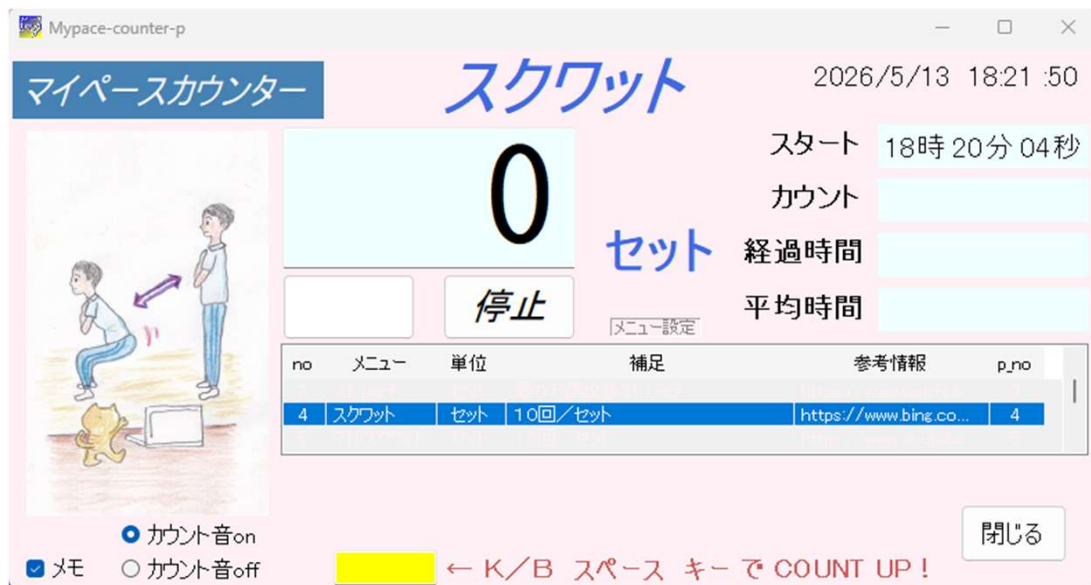 Mypace-counter-p
マイペースカウンター
スクワット
2026/5/13 18:21 :50
0
セット
スタート 18時20分04秒
カウント
経過時間
平均時間
停止
メニュー設定
no メニュー 単位 補足 参考情報 p_no
4 スクワット セット 10回/セット https://www.bing.co... 4
カウント音on
メモ カウント音off
← K/B スペース キー で COUNT UP!
閉じる